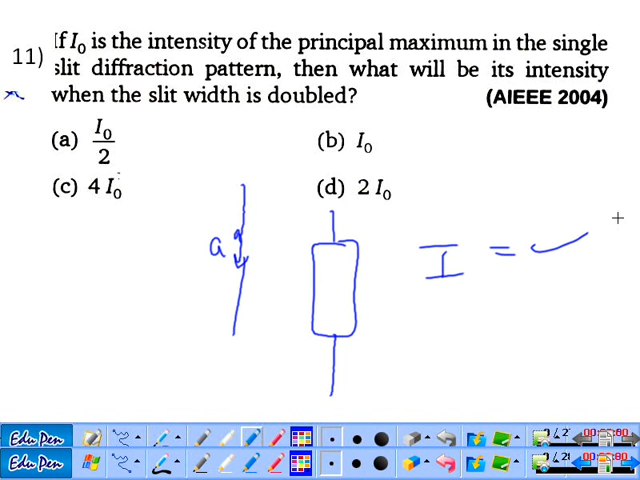 11) If I₀ is the intensity of the principal maximum in the single
slit diffraction pattern, then what will be its intensity
when the slit width is doubled? (AIEEE 2004)
(a) I₀/2 (b) I₀
(c) 4 I₀ (d) 2 I₀
a
I =
Edu Pen
Edu Pen